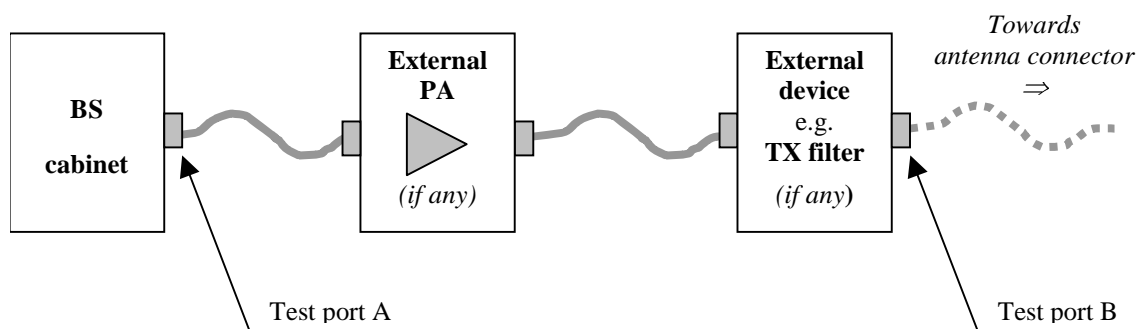 BS
cabinet
External
PA
(if any)
External
device
e.g.
TX filter
(if any)
Towards
antenna connector
⇒
Test port A
Test port B